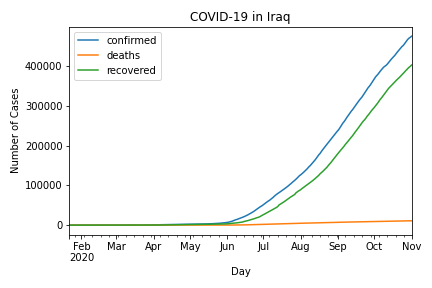 COVID-19 in Iraq
confirmed
deaths
recovered
Number of Cases
400000
300000
200000
100000
0
Feb Mar Apr May Jun Jul Aug Sep Oct Nov
2020
Day